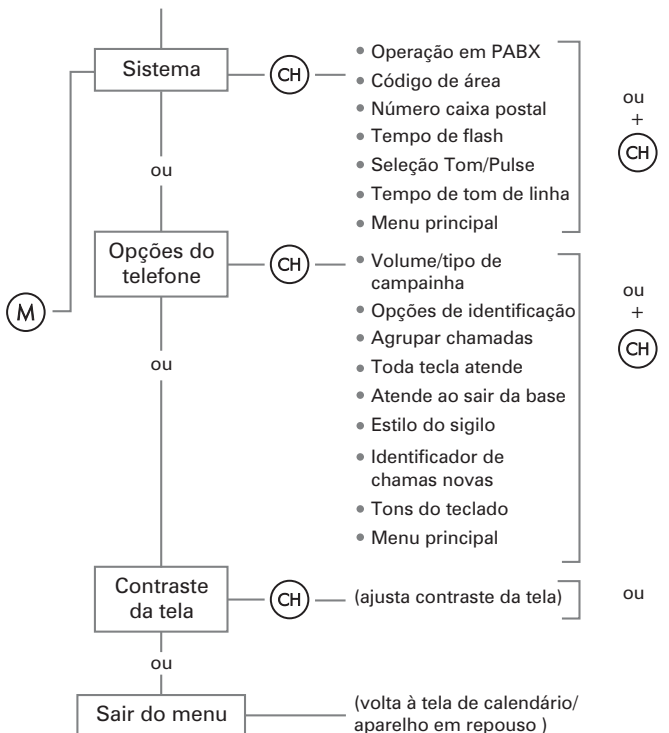 Sistema
CH
• Operação em PABX
• Código de área
• Número caixa postal
• Tempo de flash
• Seleção Tom/Pulse
• Tempo de tom de linha
• Menu principal
ou
+
CH
ou
Opções do
telefone
CH
• Volume/tipo de
campainha
• Opções de identificação
• Agrupar chamadas
• Toda tecla atende
• Atende ao sair da base
• Estilo do sigilo
• Identificador de
chamas novas
• Tons do teclado
• Menu principal
ou
+
CH
M
ou
Contraste
da tela
CH
(ajusta contraste da tela)
ou
ou
Sair do menu
(volta à tela de calendário/
aparelho em repouso )